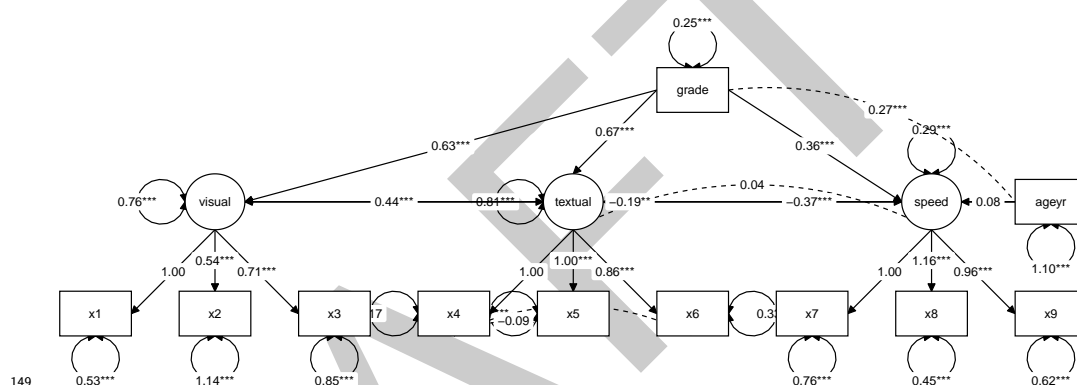 0.25***
grade
0.27***
0.67***
0.29***
0.63***
0.36***
0.04
0.76***
visual
0.44***
0.81***
textual
−0.19**
−0.37***
speed
0.08
ageyr
1.00
0.54***
0.71***
1.00
1.00***
0.86***
1.00
1.16***
0.96***
1.10***
x1
x2
x3
x4
−0.09
x5
x6
x7
x8
x9
149
0.53***
1.14***
0.85***
0.76***
0.45***
0.62***